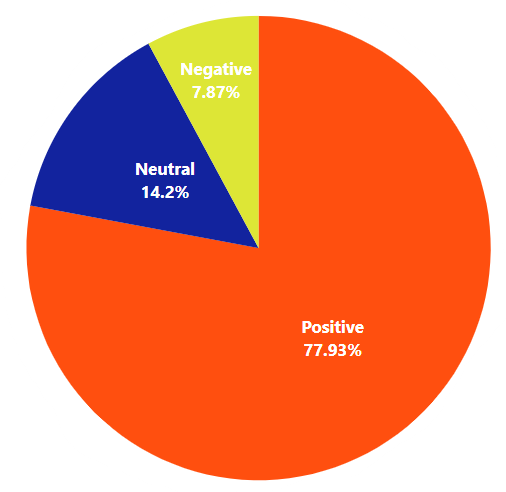 Negative
7.87%
Neutral
14.2%
Positive
77.93%